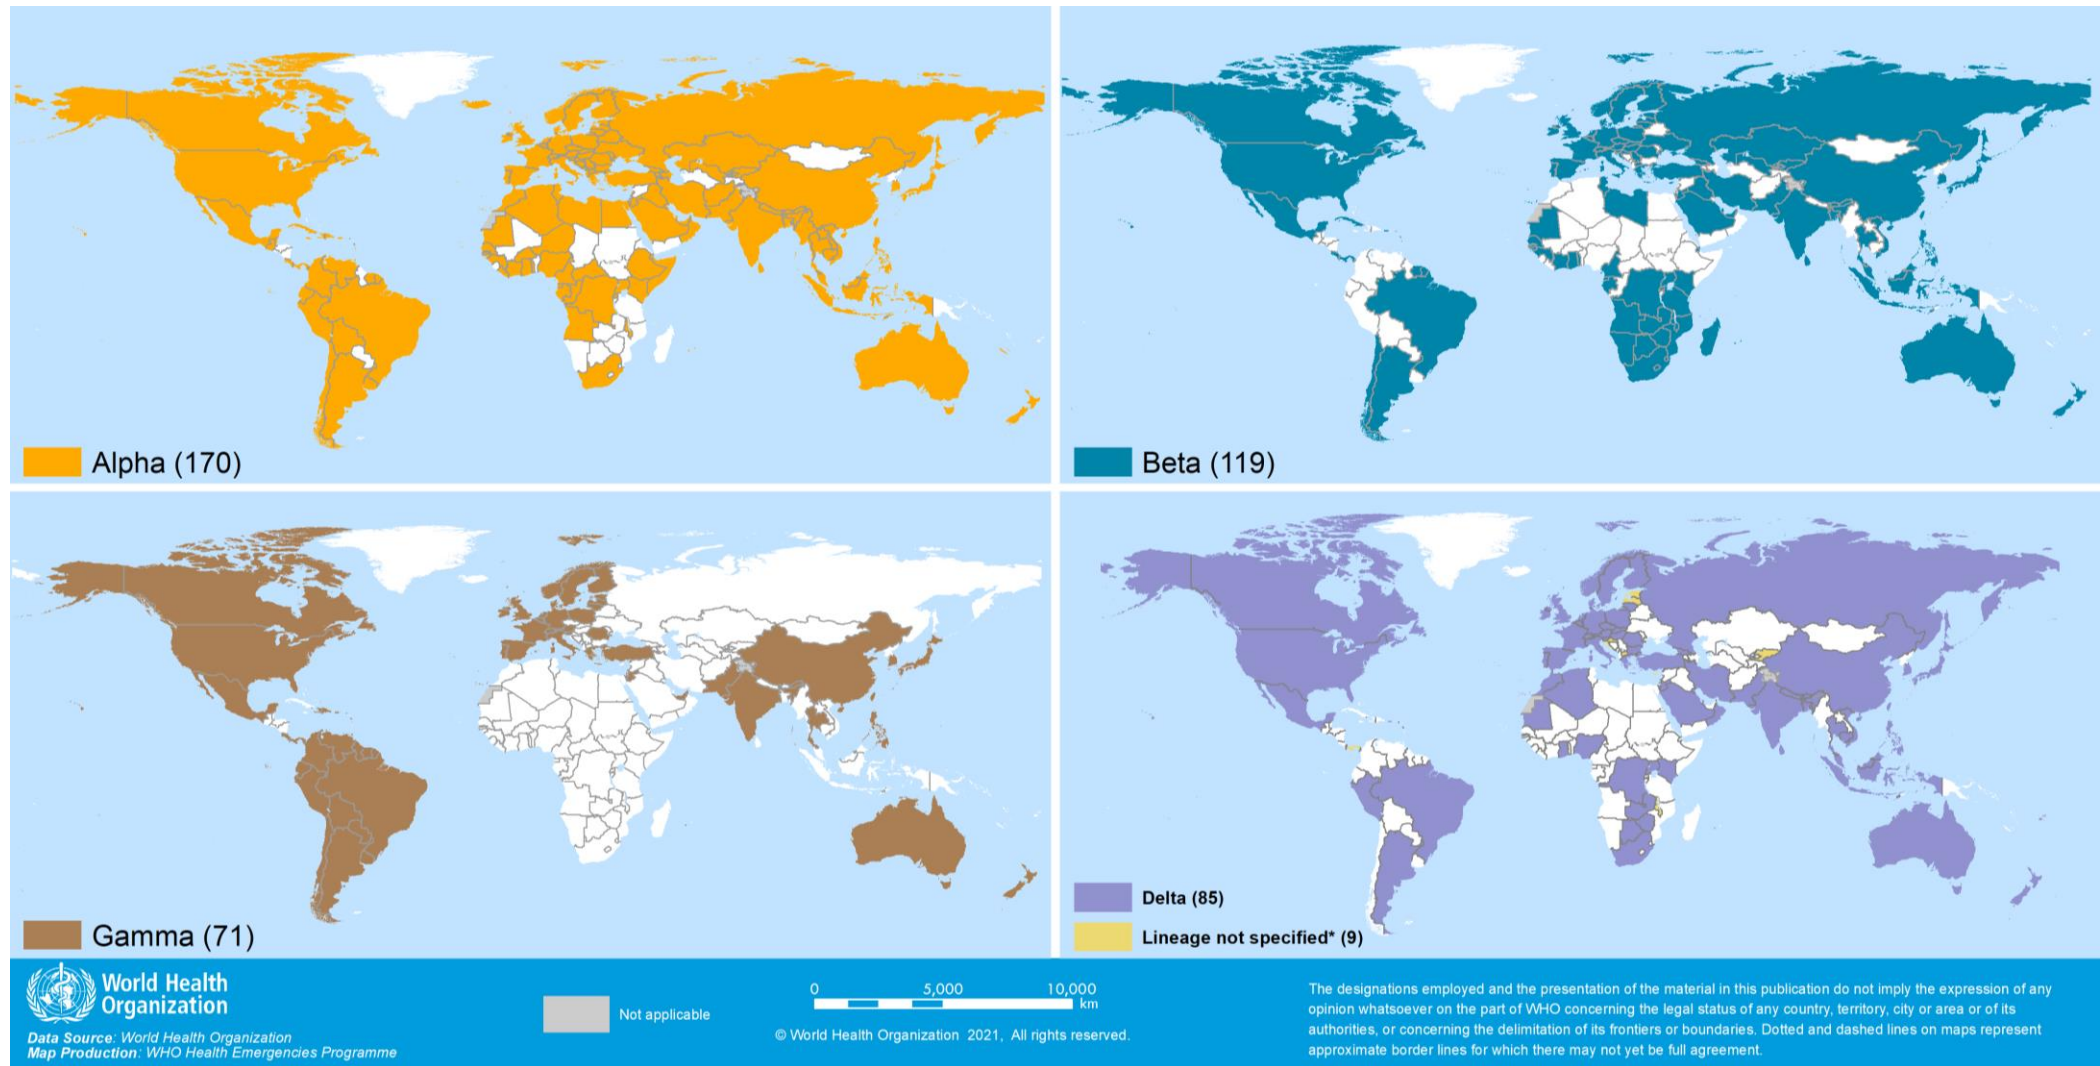 Alpha (170)
Beta (119)
Gamma (71)
Delta (85)
Lineage not specified* (9)
World Health
Organization
Data Source: World Health Organization
Map Production: WHO Health Emergencies Programme
Not applicable
0 5,000 10,000
km
© World Health Organization 2021, All rights reserved.
The designations employed and the presentation of the material in this publication do not imply the expression of any
opinion whatsoever on the part of WHO concerning the legal status of any country, territory, city or area or of its
authorities, or concerning the delimitation of its frontiers or boundaries. Dotted and dashed lines on maps represent
approximate border lines for which there may not yet be full agreement.